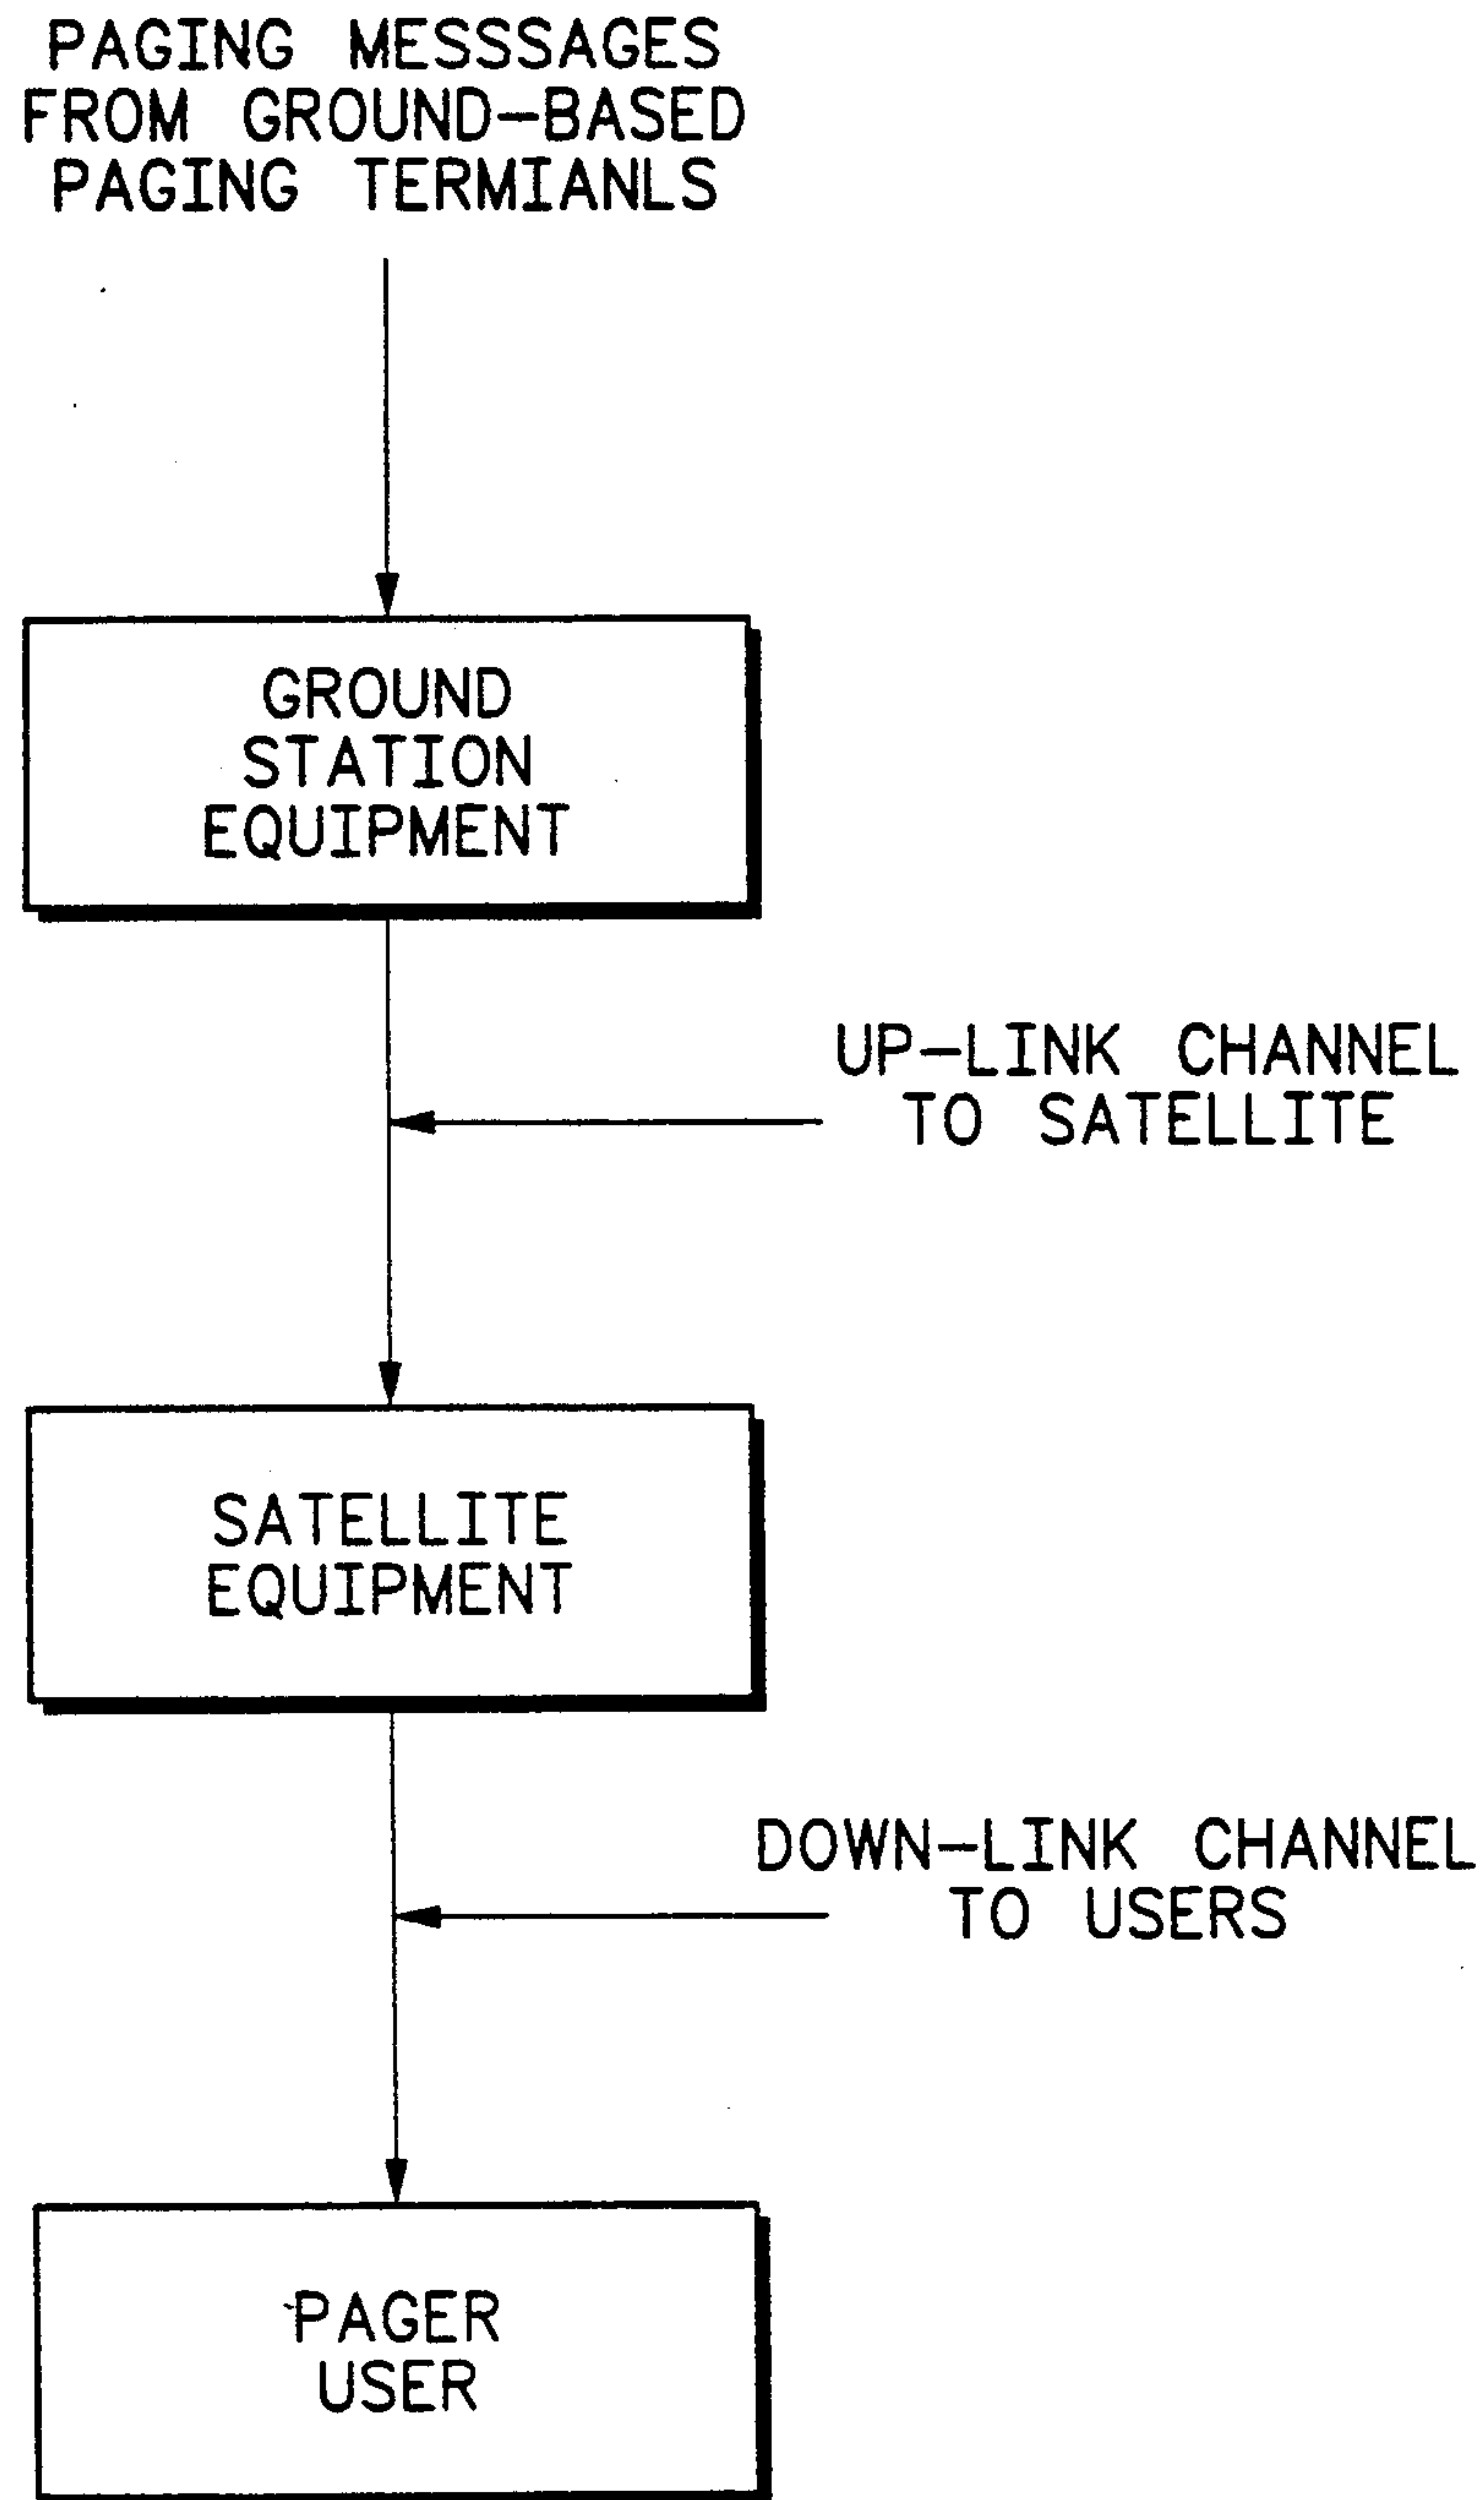 PAGING MESSSAGES
FROM GROUND-BASED
PAGING TERMIANLS
GROUND
STATION
EQUIPMENT
UP-LINK CHANNEL
TO SATELLITE
SATELLITE
EQUIPMENT
DOWN-LINK CHANNEL
TO USERS
PAGER
USER